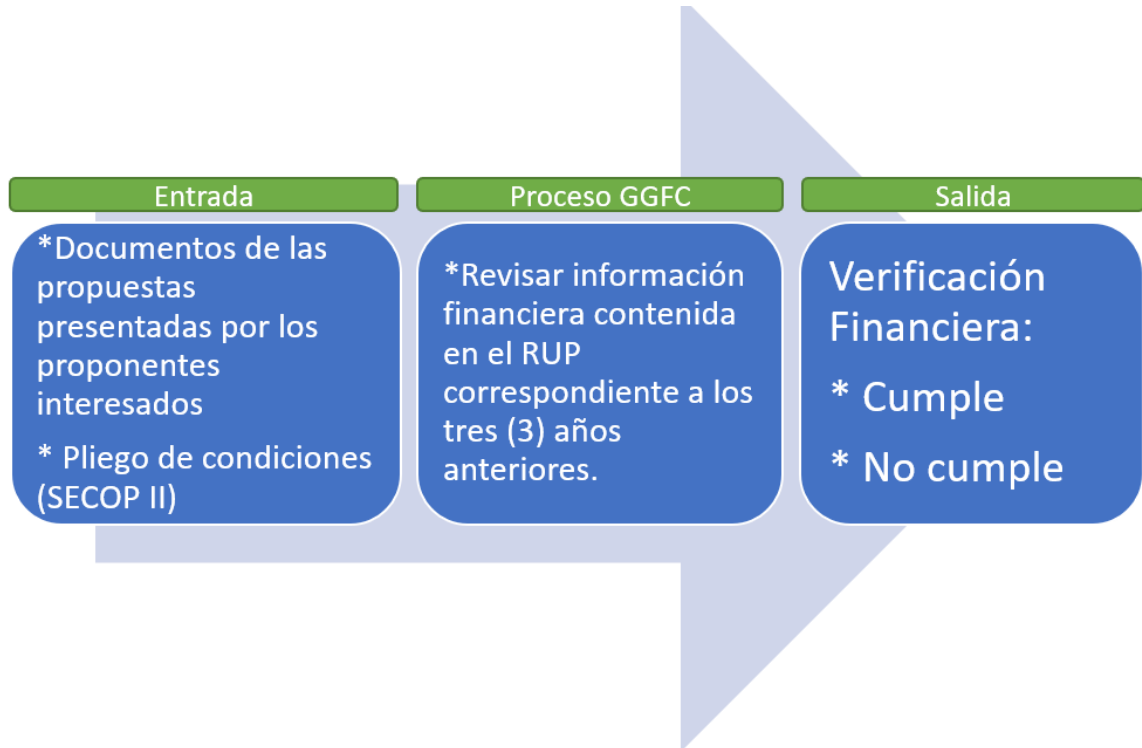 Entrada
*Documentos de las
propuestas
presentadas por los
proponentes
interesados
* Pliego de condiciones
(SECOP II)
Proceso GGFC
*Revisar información
financiera contenida
en el RUP
correspondiente a los
tres (3) años
anteriores.
Salida
Verificación
Financiera:
* Cumple
* No cumple